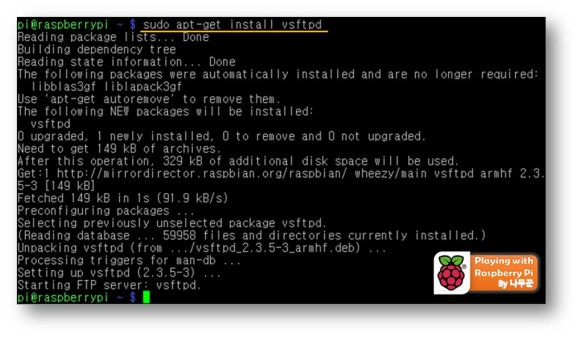 pi@raspberrypi ~ $ sudo apt-get install vsftpd
Reading package lists... Done
Building dependency tree
Reading state information... Done
The following packages were automatically installed and are no longer required:
  libblas3gf liblapack3gf
Use 'apt-get autoremove' to remove them.
The following NEW packages will be installed:
  vsftpd
0 upgraded, 1 newly installed, 0 to remove and 0 not upgraded.
Need to get 149 kB of archives.
After this operation, 329 kB of additional disk space will be used.
Get:1 http://mirrordirector.raspbian.org/raspbian/ wheezy/main vsftpd armhf 2.3.
5-3 [149 kB]
Fetched 149 kB in 1s (91.9 kB/s)
Preconfiguring packages ...
Selecting previously unselected package vsftpd.
(Reading database ... 59958 files and directories currently installed.)
Unpacking vsftpd (from .../vsftpd_2.3.5-3_armhf.deb) ...
Processing triggers for man-db ...
Setting up vsftpd (2.3.5-3) ...
Starting FTP server: vsftpd.
pi@raspberrypi ~ $
Playing with
Raspberry Pi
By 나무꾼